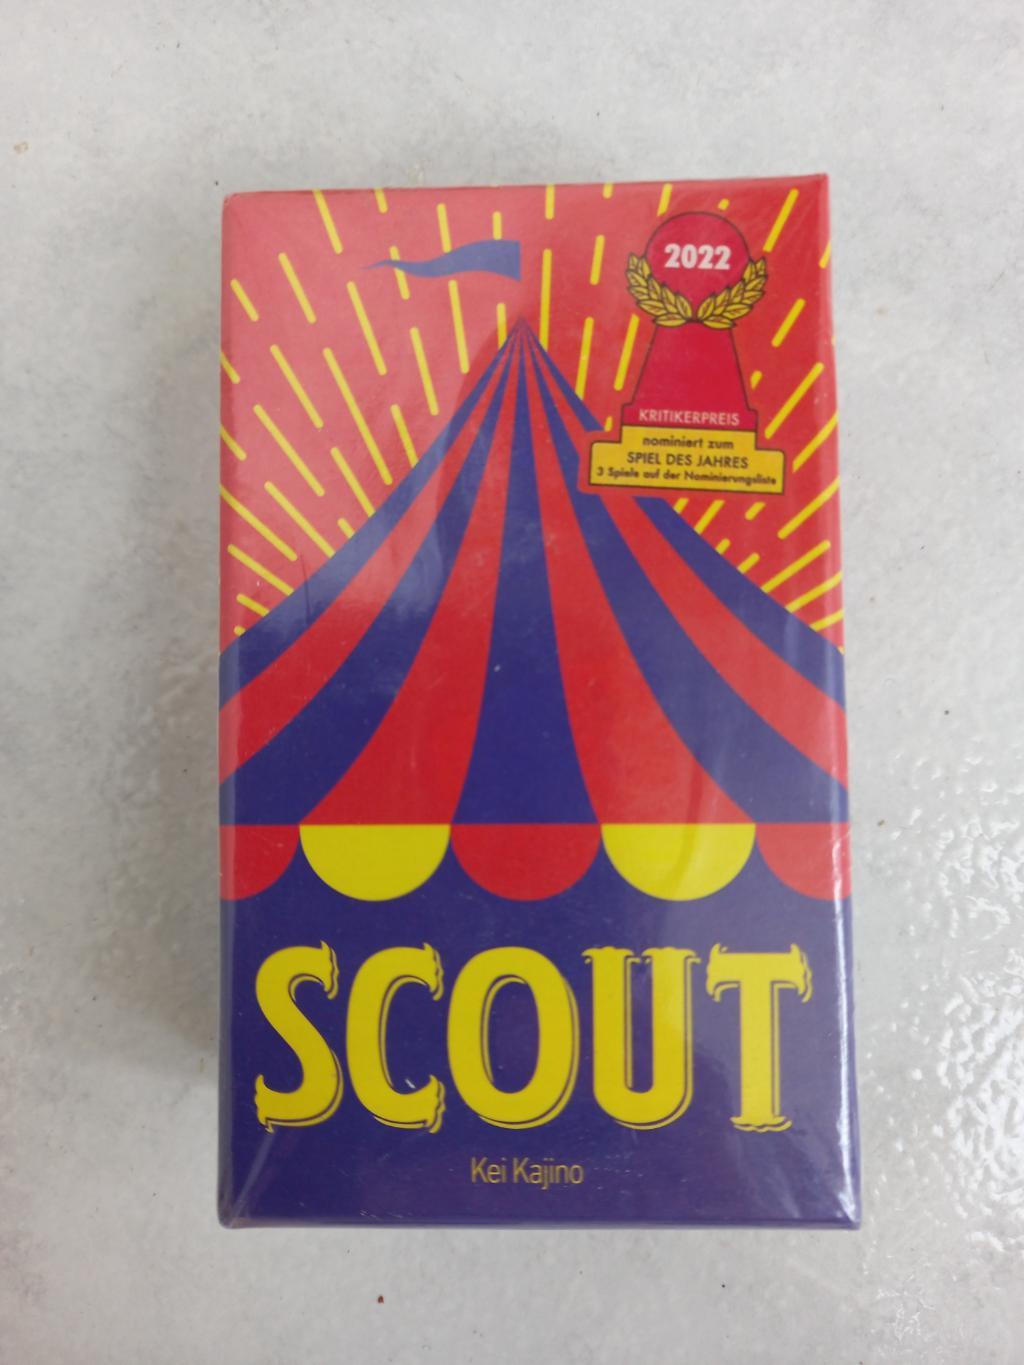 2022
KRITIKERPREIS
nominiert zum
SPIEL DES JAHRES
3 Spiele auf der Nominierungsliste
SCOUT
Kei Kajino